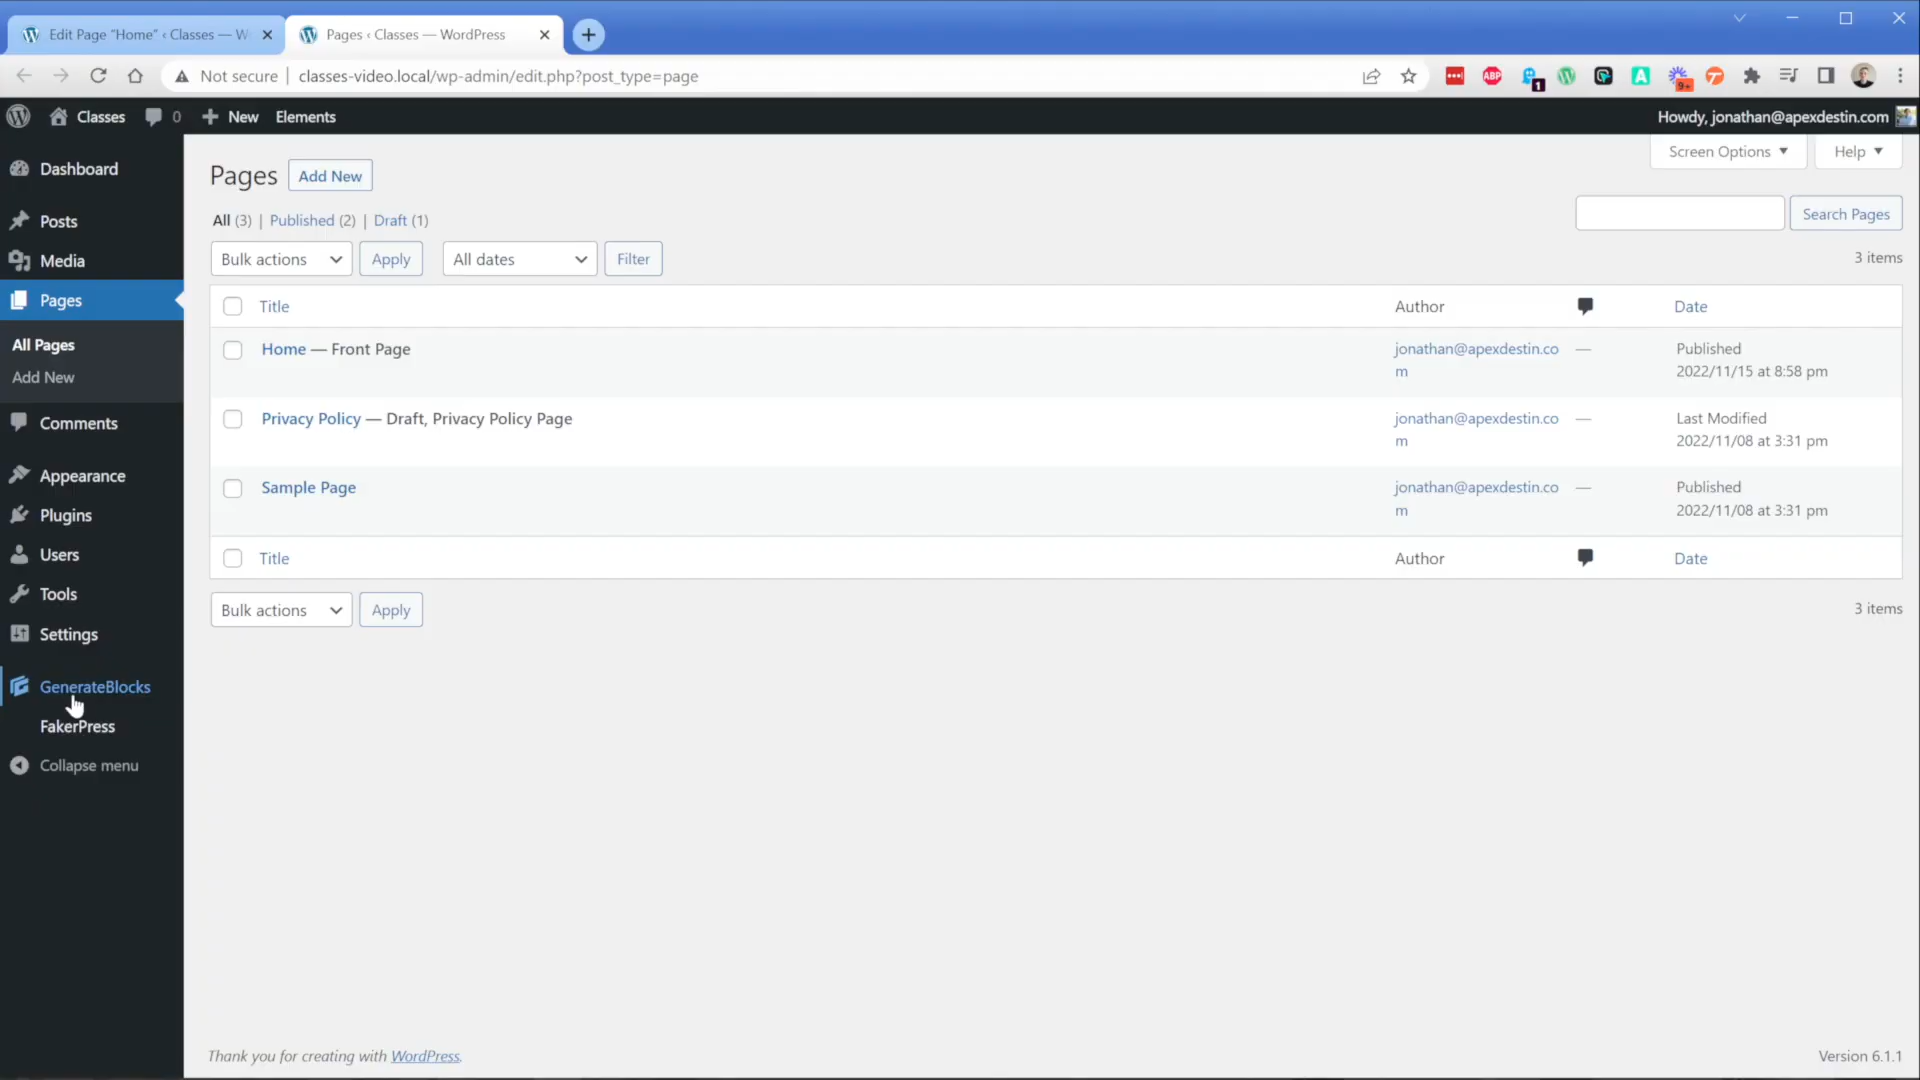 Edit Page "Home" ‹ Classes — W
Pages ‹ Classes — WordPress
Not secure
classes-video.local/wp-admin/edit.php?post_type=page
ABP
1
A
9+
Classes
0
New
Elements
Howdy, jonathan@apexdestin.com
Dashboard
Posts
Media
Pages
All Pages
Add New
Comments
Appearance
Plugins
Users
Tools
Settings
GenerateBlocks
FakerPress
Collapse menu
Screen Options
Help
Pages
Add New
All (3) | Published (2) | Draft (1)
Search Pages
Bulk actions
Apply
All dates
Filter
3 items
Title
Author
Date
Home — Front Page
jonathan@apexdestin.co
m
—
Published
2022/11/15 at 8:58 pm
Privacy Policy — Draft, Privacy Policy Page
jonathan@apexdestin.co
m
—
Last Modified
2022/11/08 at 3:31 pm
Sample Page
jonathan@apexdestin.co
m
—
Published
2022/11/08 at 3:31 pm
Title
Author
Date
Bulk actions
Apply
3 items
Thank you for creating with WordPress.
Version 6.1.1